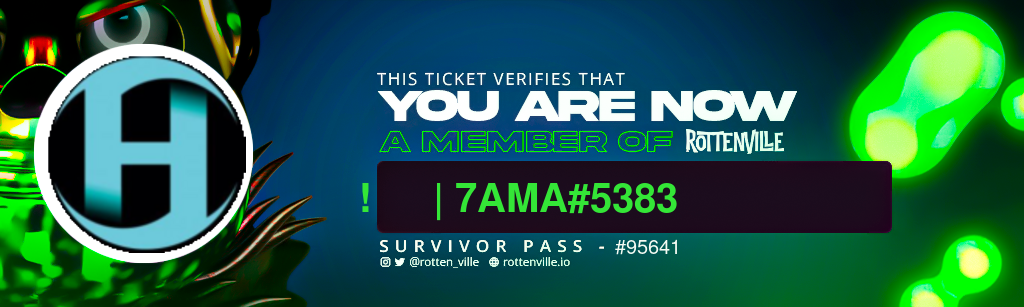 H
THIS TICKET VERIFIES THAT
YOU ARE NOW
A MEMBER OF ROTTENVILLE
! | 7AMA#5383
SURVIVOR PASS - #95641
@rotten_ville rottenville.io